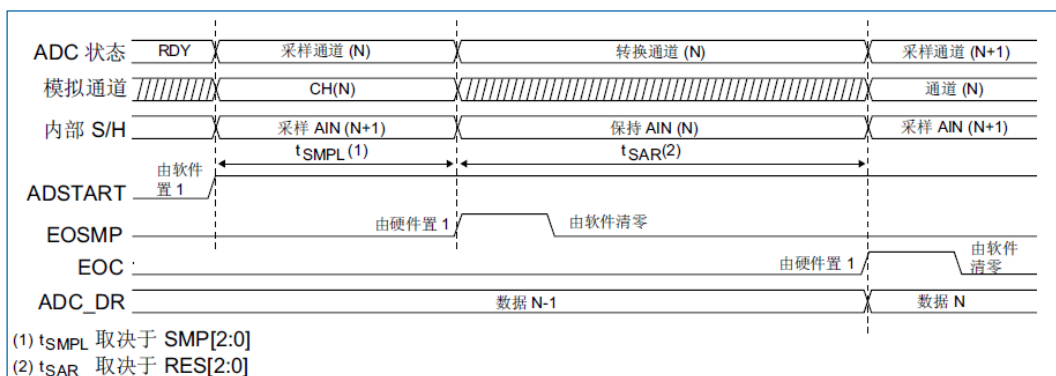 ADC 状态 RDY 采样通道 (N) 转换通道 (N) 采样通道 (N+1)
模拟通道 CH(N) 通道 (N)
内部 S/H 采样 AIN (N+1) 保持 AIN (N) 采样 AIN (N+1)
tSMPL(1) tSAR(2)
由软件
置 1
ADSTART
由硬件置 1 由软件清零
EOSMP
由硬件置 1 由软件
清零
EOC
ADC_DR 数据 N-1 数据 N
(1) tSMPL 取决于 SMP[2:0]
(2) tSAR 取决于 RES[2:0]